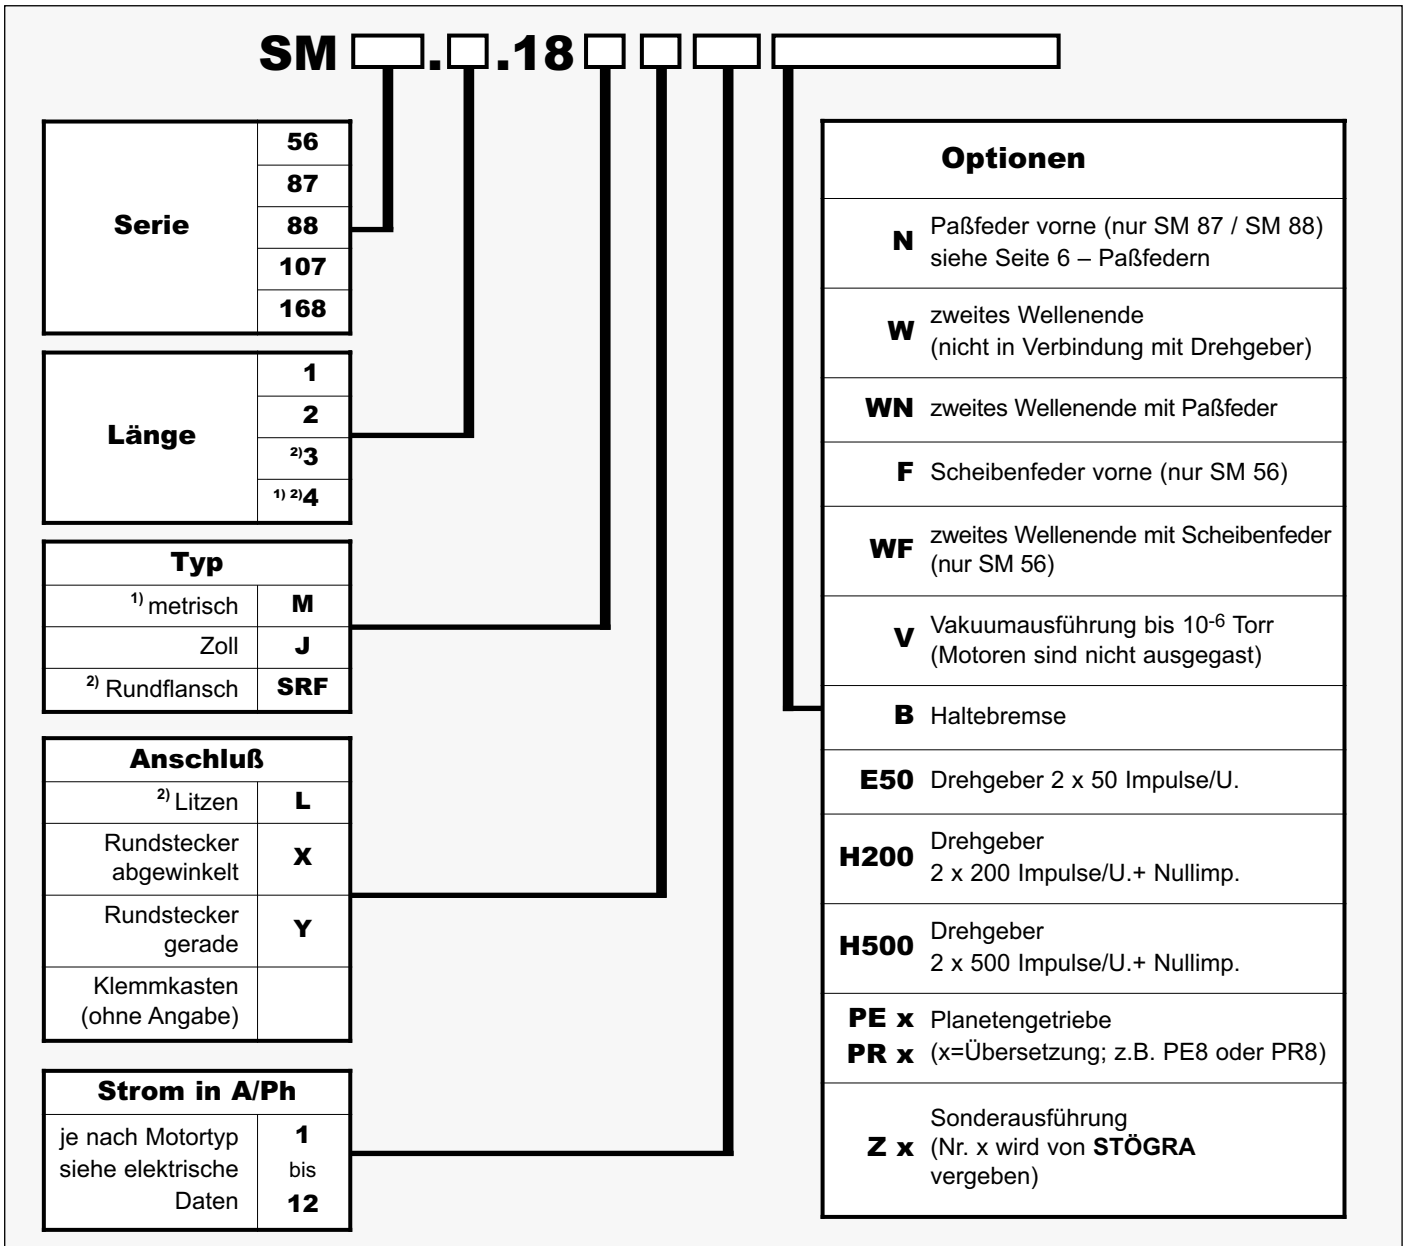 SM . .18
Serie
56
87
88
107
168
Länge
1
2
2)3
1) 2)4
Typ
1) metrisch M
Zoll J
2) Rundflansch SRF
Anschluß
2) Litzen L
Rundstecker
abgewinkelt X
Rundstecker
gerade Y
Klemmkasten
(ohne Angabe)
Strom in A/Ph
je nach Motortyp 1
siehe elektrische bis
Daten 12
Optionen
N Paßfeder vorne (nur SM 87 / SM 88)
siehe Seite 6 – Paßfedern
W zweites Wellenende
(nicht in Verbindung mit Drehgeber)
WN zweites Wellenende mit Paßfeder
F Scheibenfeder vorne (nur SM 56)
WF zweites Wellenende mit Scheibenfeder
(nur SM 56)
V Vakuumausführung bis 10-6 Torr
(Motoren sind nicht ausgegast)
B Haltebremse
E50 Drehgeber 2 x 50 Impulse/U.
H200 Drehgeber
2 x 200 Impulse/U.+ Nullimp.
H500 Drehgeber
2 x 500 Impulse/U.+ Nullimp.
PE x Planetengetriebe
PR x (x=Übersetzung; z.B. PE8 oder PR8)
Sonderausführung
Z x (Nr. x wird von STÖGRA
vergeben)